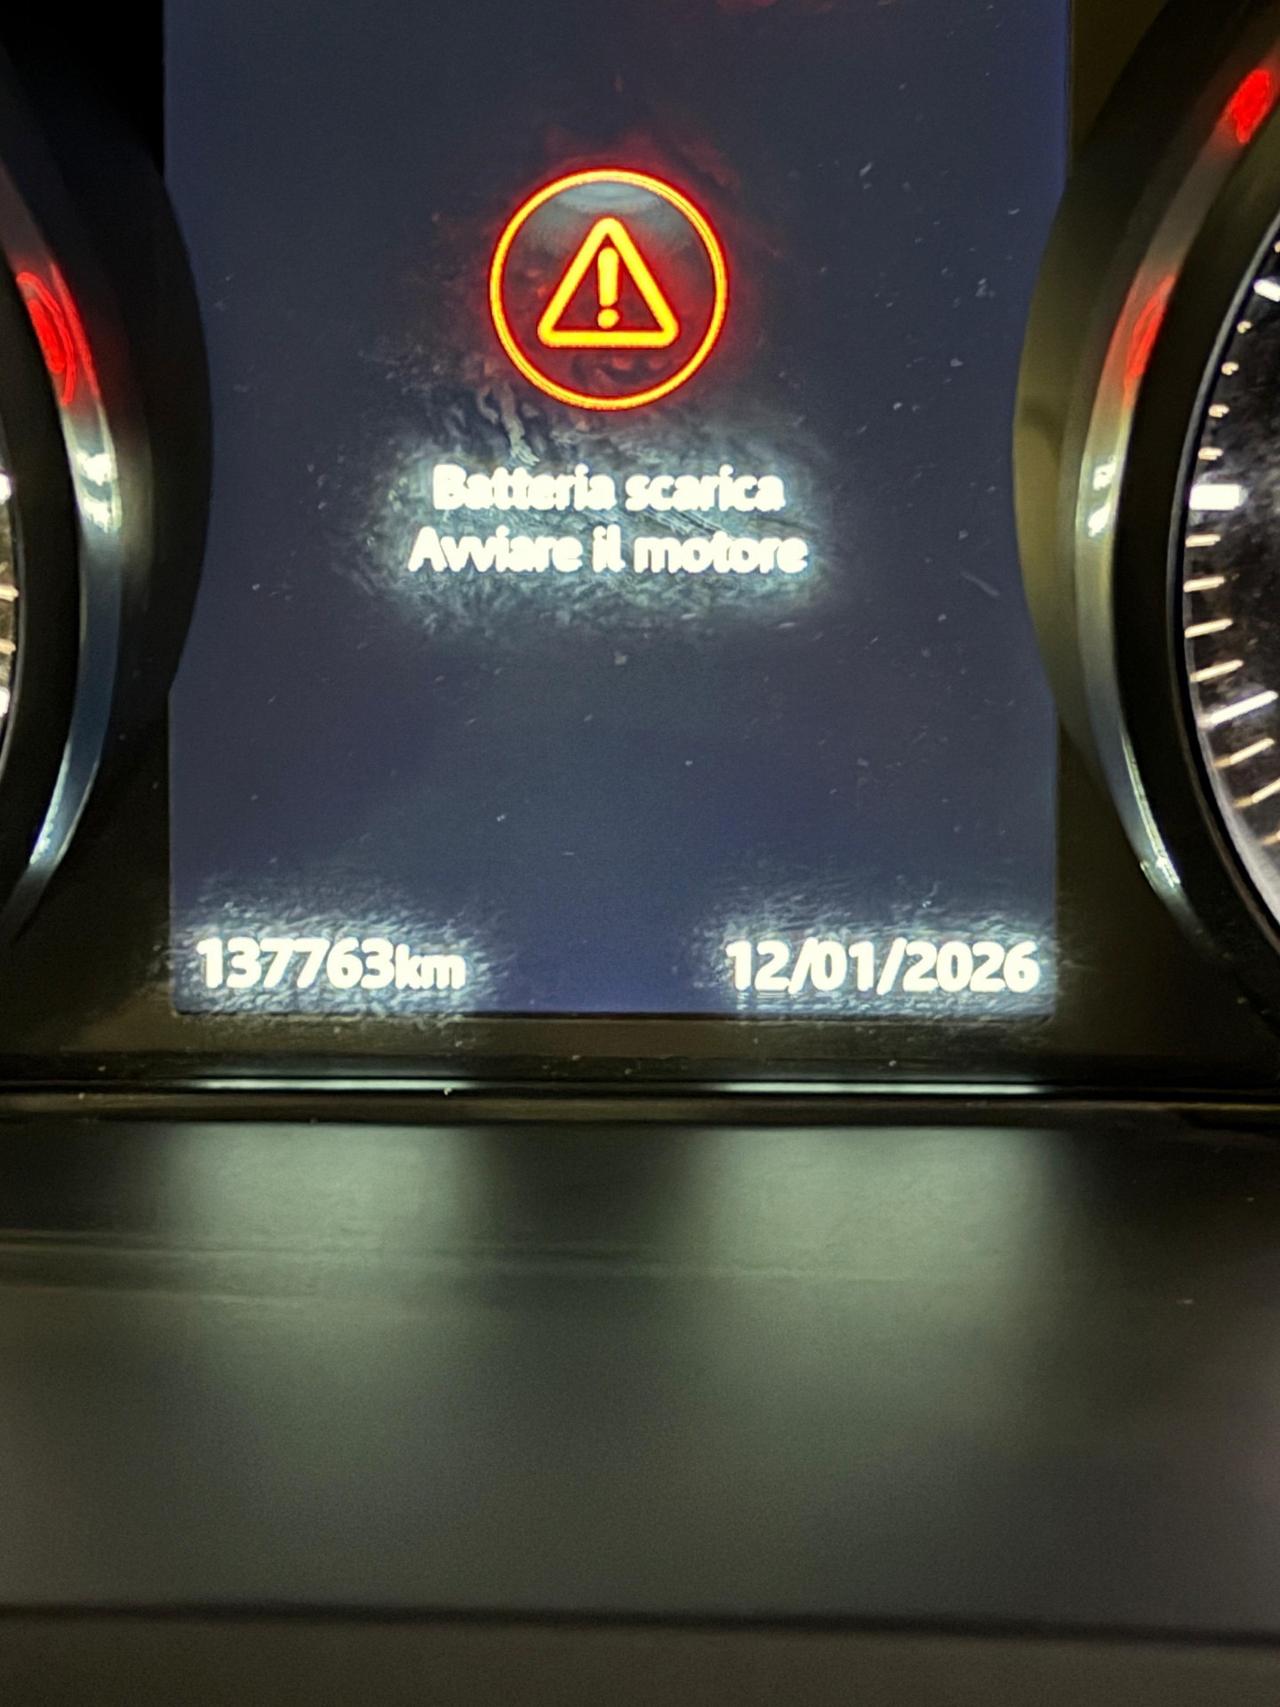 Batteria scarica
Avviare il motore
137763km
12/01/2026